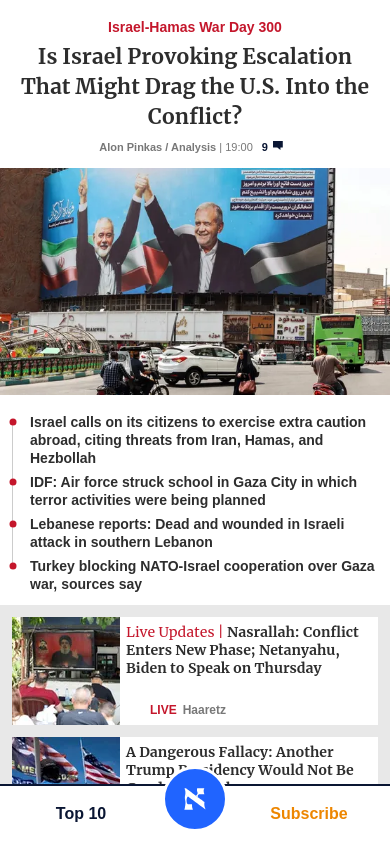 Israel-Hamas War Day 300
Is Israel Provoking Escalation
That Might Drag the U.S. Into the
Conflict?
Alon Pinkas / Analysis | 19:00 9
Israel calls on its citizens to exercise extra caution
abroad, citing threats from Iran, Hamas, and
Hezbollah
IDF: Air force struck school in Gaza City in which
terror activities were being planned
Lebanese reports: Dead and wounded in Israeli
attack in southern Lebanon
Turkey blocking NATO-Israel cooperation over Gaza
war, sources say
Live Updates | Nasrallah: Conflict
Enters New Phase; Netanyahu,
Biden to Speak on Thursday
LIVE Haaretz
A Dangerous Fallacy: Another
Trump Presidency Would Not Be
Top 10
Subscribe